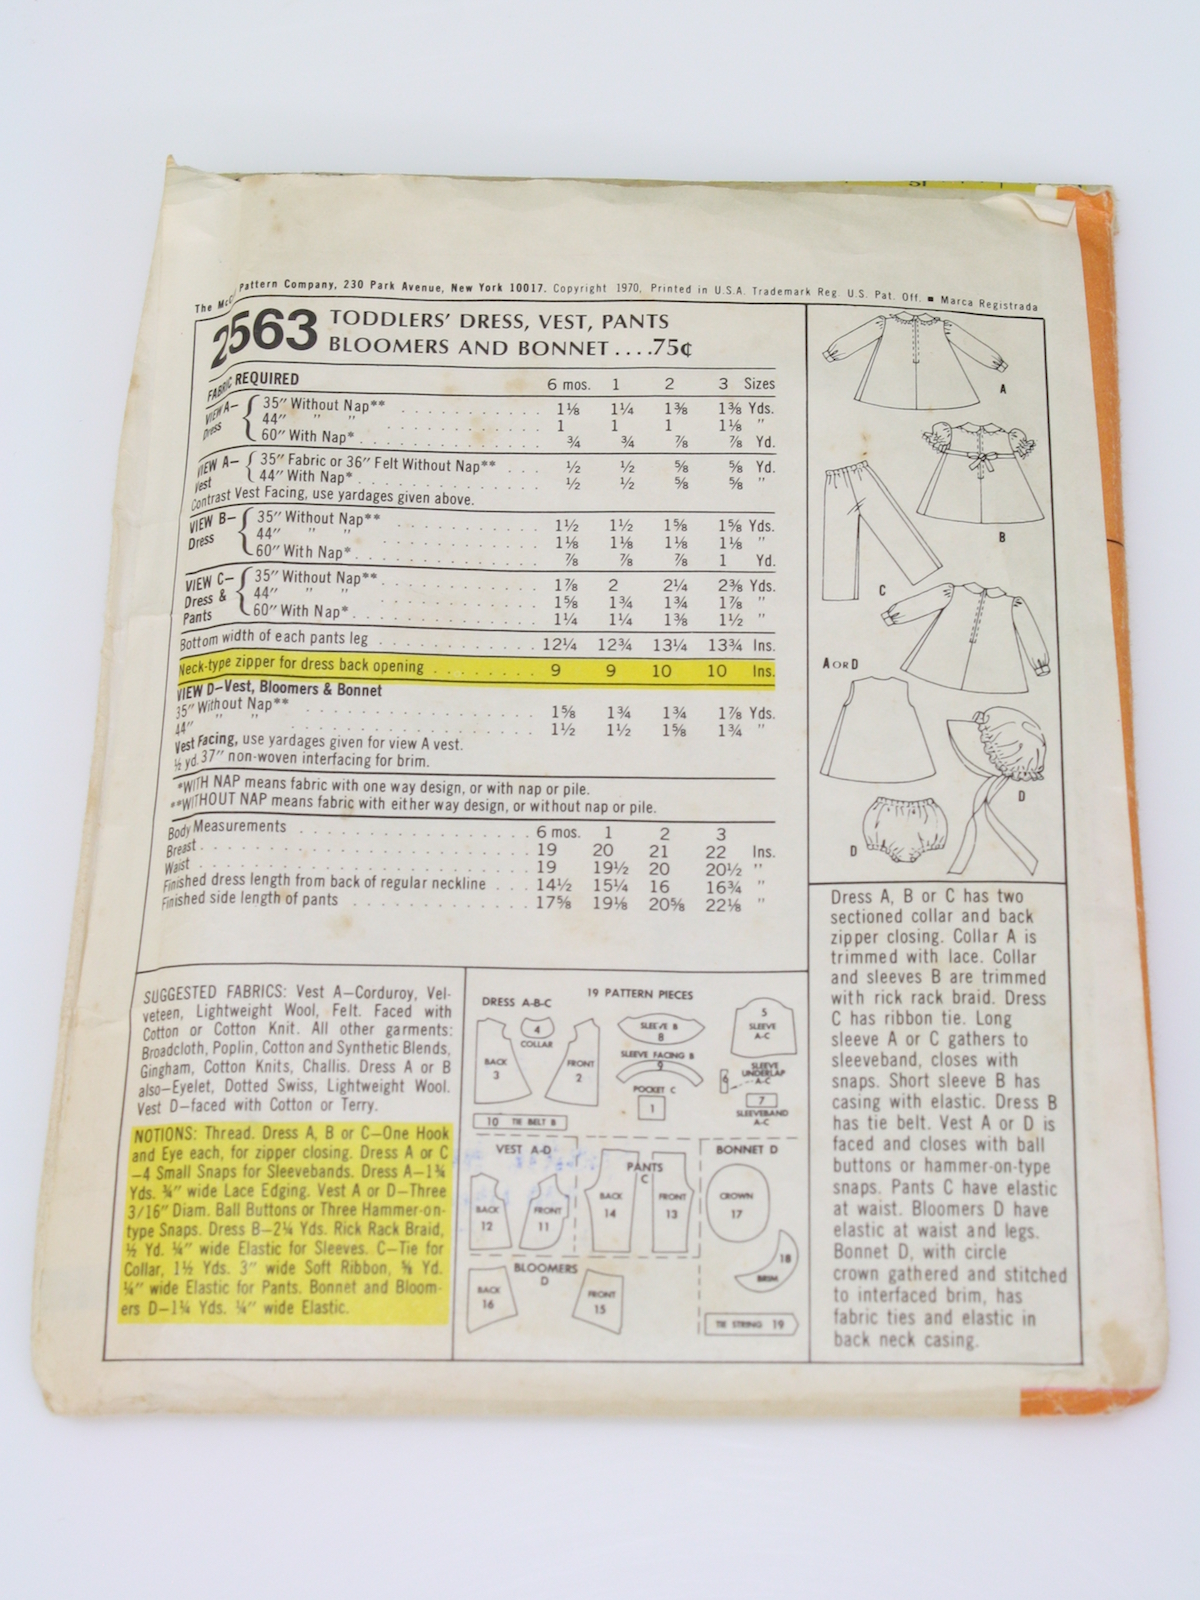 The McC Pattern Company, 230 Park Avenue, New York 10017. Copyright 1970, Printed in U.S.A. Trademark Reg. U.S. Pat. Off. ■ Marca Registrada
2563 TODDLERS' DRESS, VEST, PANTS
BLOOMERS AND BONNET....75¢
FABRIC REQUIRED 6 mos. 1 2 3 Sizes
VIEW A– Dress
35″ Without Nap** 1⅛ 1¼ 1⅜ 1⅜ Yds.
44″ ″ ″ 1 1 1 1⅛ ″
60″ With Nap* ¾ ¾ ⅞ ⅞ Yd.
VIEW A– Vest
35″ Fabric or 36″ Felt Without Nap** ½ ½ ⅝ ⅝ Yd.
44″ With Nap* ½ ½ ⅝ ⅝ ″
Contrast Vest Facing, use yardages given above.
VIEW B– Dress
35″ Without Nap** 1½ 1½ 1⅝ 1⅝ Yds.
44″ ″ ″ 1⅛ 1⅛ 1⅛ 1⅛ ″
60″ With Nap* ⅞ ⅞ ⅞ 1 Yd.
VIEW C– Dress & Pants
35″ Without Nap** 1⅞ 2 2¼ 2⅜ Yds.
44″ ″ ″ 1⅝ 1¾ 1¾ 1⅞ ″
60″ With Nap* 1¼ 1¼ 1⅜ 1½ ″
Bottom width of each pants leg 12¼ 12¾ 13¼ 13¾ Ins.
Neck-type zipper for dress back opening 9 9 10 10 Ins.
VIEW D–Vest, Bloomers & Bonnet
35″ Without Nap** 1⅝ 1¾ 1¾ 1⅞ Yds.
44″ ″ ″ 1½ 1½ 1⅝ 1¾ ″
Vest Facing, use yardages given for view A vest.
½ yd. 37″ non-woven interfacing for brim.
*WITH NAP means fabric with one way design, or with nap or pile.
**WITHOUT NAP means fabric with either way design, or without nap or pile.
Body Measurements 6 mos. 1 2 3
Breast 19 20 21 22 Ins.
Waist 19 19½ 20 20½ ″
Finished dress length from back of regular neckline 14½ 15¼ 16 16¾ ″
Finished side length of pants 17⅝ 19⅛ 20⅝ 22⅛ ″
A
B
C
A OR D
D
D
Dress A, B or C has two
sectioned collar and back
zipper closing. Collar A is
trimmed with lace. Collar
and sleeves B are trimmed
with rick rack braid. Dress
C has ribbon tie. Long
sleeve A or C gathers to
sleeveband, closes with
snaps. Short sleeve B has
casing with elastic. Dress B
has tie belt. Vest A or D is
faced and closes with ball
buttons or hammer-on-type
snaps. Pants C have elastic
at waist. Bloomers D have
elastic at waist and legs.
Bonnet D, with circle
crown gathered and stitched
to interfaced brim, has
fabric ties and elastic in
back neck casing.
SUGGESTED FABRICS: Vest A–Corduroy, Vel-
veteen, Lightweight Wool, Felt. Faced with
Cotton or Cotton Knit. All other garments:
Broadcloth, Poplin, Cotton and Synthetic Blends,
Gingham, Cotton Knits, Challis. Dress A or B
also–Eyelet, Dotted Swiss, Lightweight Wool.
Vest D–faced with Cotton or Terry.
NOTIONS: Thread. Dress A, B or C–One Hook
and Eye each, for zipper closing. Dress A or C
–4 Small Snaps for Sleevebands. Dress A–1¾
Yds. ¾″ wide Lace Edging. Vest A or D–Three
3/16″ Diam. Ball Buttons or Three Hammer-on-
type Snaps. Dress B–2¼ Yds. Rick Rack Braid,
½ Yd. ¼″ wide Elastic for Sleeves. C–Tie for
Collar, 1½ Yds. 3″ wide Soft Ribbon, ⅝ Yd.
¼″ wide Elastic for Pants. Bonnet and Bloom-
ers D–1¼ Yds. ¼″ wide Elastic.
DRESS A-B-C 19 PATTERN PIECES
BACK 3
4 COLLAR
FRONT 2
SLEEVE B 8
SLEEVE FACING B 9
POCKET C 1
5 SLEEVE A-C
6 SLEEVE UNDERLAP A-C
7 SLEEVEBAND A-C
10 TIE BELT B
VEST A-D
BACK 12
FRONT 11
PANTS C
BACK 14
FRONT 13
BONNET D
CROWN 17
18 BRIM
BLOOMERS D
BACK 16
FRONT 15
TIE STRING 19